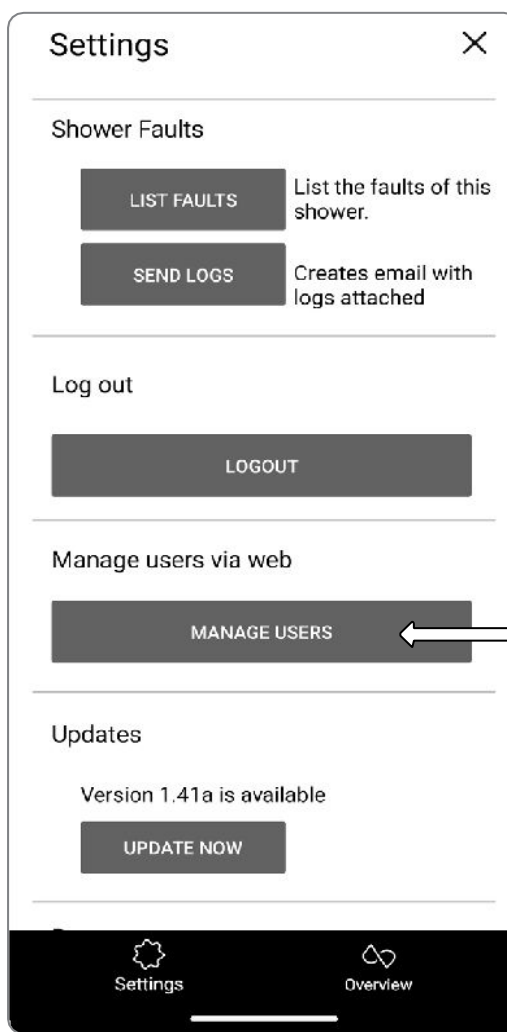 Settings
Shower Faults
LIST FAULTS
List the faults of this
shower.
SEND LOGS
Creates email with
logs attached
Log out
LOGOUT
Manage users via web
MANAGE USERS
Updates
Version 1.41a is available
UPDATE NOW
Settings
Overview